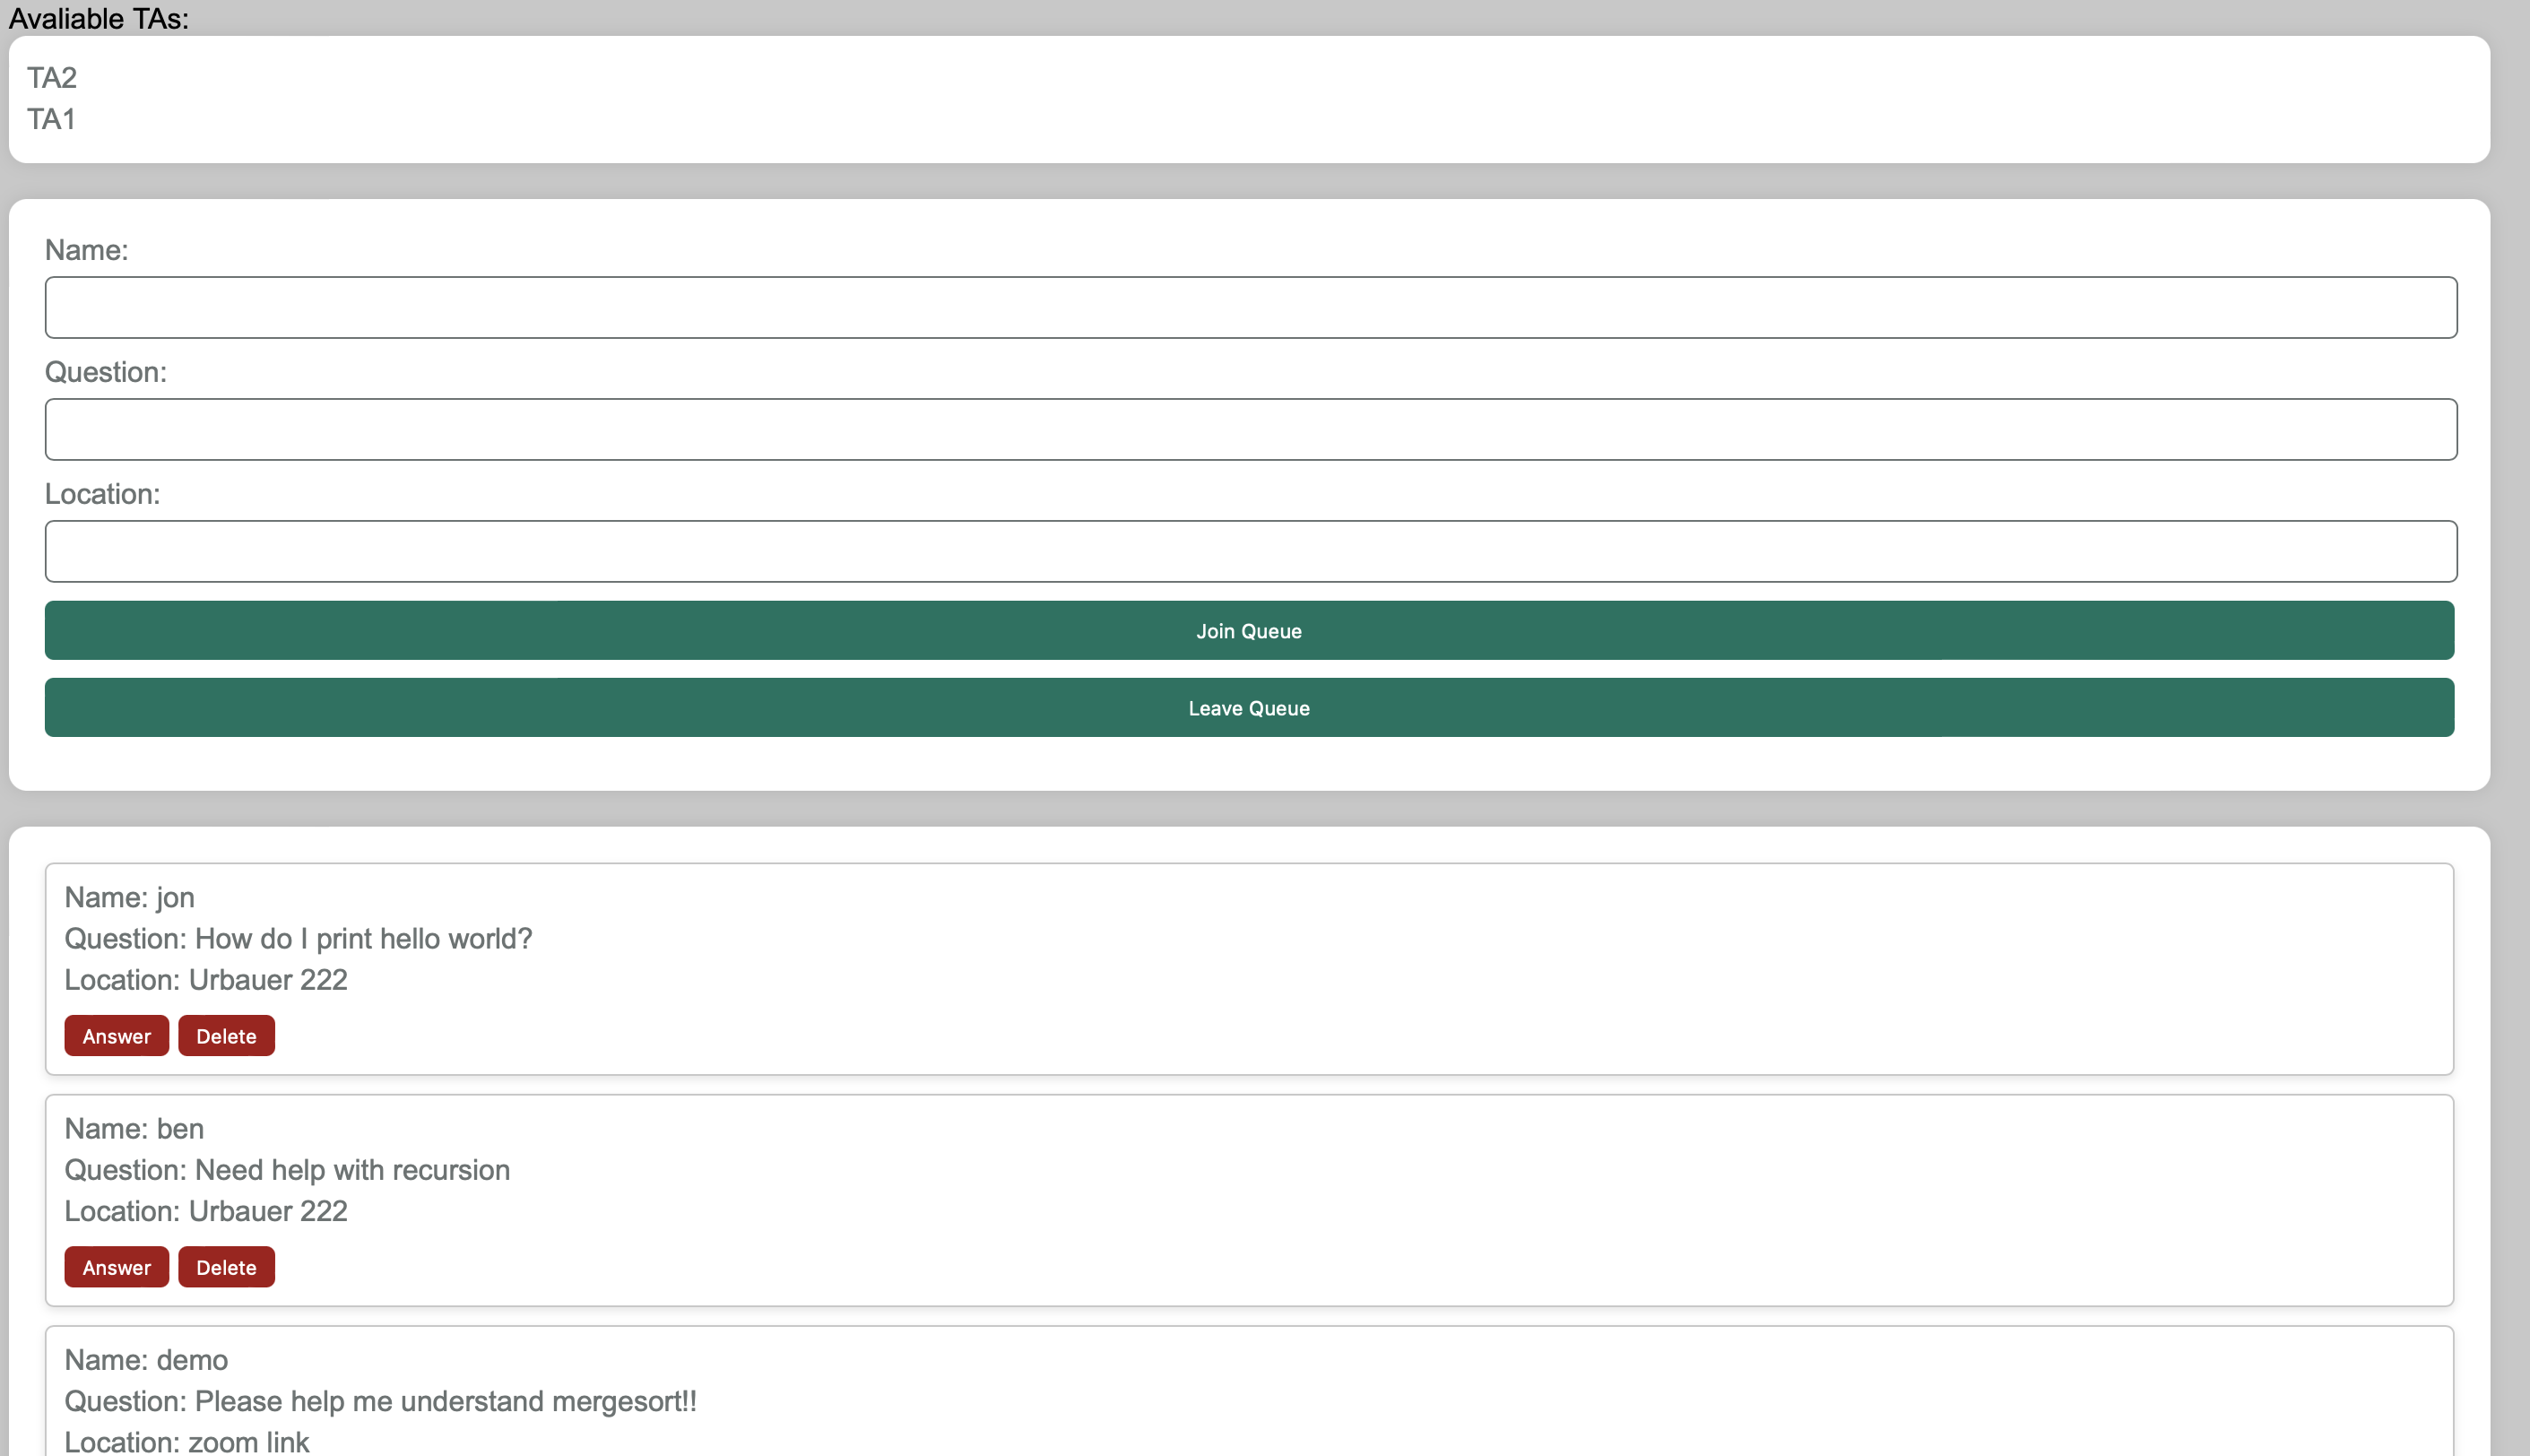 Avaliable TAs:
TA2
TA1
Name:
Question:
Location:
Join Queue
Leave Queue
Name: jon
Question: How do I print hello world?
Location: Urbauer 222
Answer Delete
Name: ben
Question: Need help with recursion
Location: Urbauer 222
Answer Delete
Name: demo
Question: Please help me understand mergesort!!
Location: zoom link